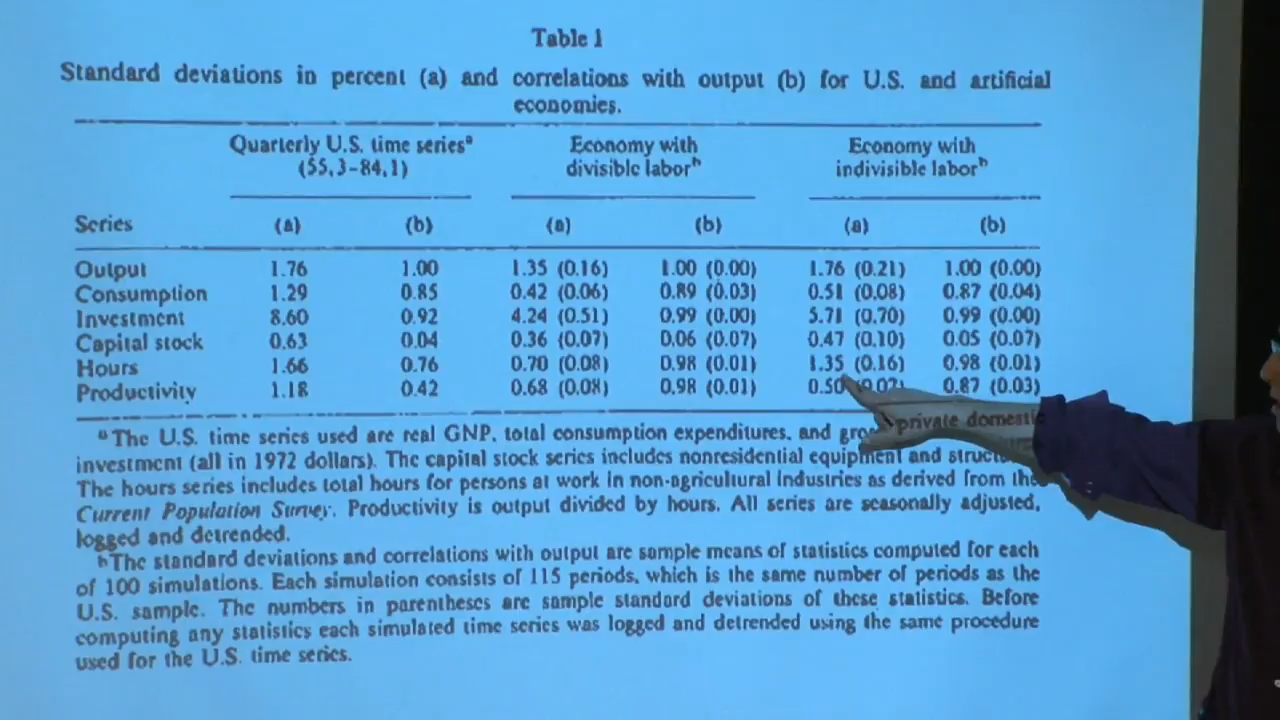 Table 1
Standard deviations in percent (a) and correlations with output (b) for U.S. and artificial
economies.
Quarterly U.S. time seriesª Economy with Economy with
(55,3–84,1) divisible laborᵇ indivisible laborᵇ
Series (a) (b) (a) (b) (a) (b)
Output 1.76 1.00 1.35 (0.16) 1.00 (0.00) 1.76 (0.21) 1.00 (0.00)
Consumption 1.29 0.85 0.42 (0.06) 0.89 (0.03) 0.51 (0.08) 0.87 (0.04)
Investment 8.60 0.92 4.24 (0.51) 0.99 (0.00) 5.71 (0.70) 0.99 (0.00)
Capital stock 0.63 0.04 0.36 (0.07) 0.06 (0.07) 0.47 (0.10) 0.05 (0.07)
Hours 1.66 0.76 0.70 (0.08) 0.98 (0.01) 1.35 (0.16) 0.98 (0.01)
Productivity 1.18 0.42 0.68 (0.08) 0.98 (0.01) 0.50 0.87 (0.03)
ªThe U.S. time series used are real GNP, total consumption expenditures, and private
investment (all in 1972 dollars). The capital stock series includes nonresidential equipment and
The hours series includes total hours for persons at work in non-agricultural industries as derived from the
Current Population Survey. Productivity is output divided by hours. All series are seasonally adjusted,
logged and detrended.
ᵇThe standard deviations and correlations with output are sample means of statistics computed for each
of 100 simulations. Each simulation consists of 115 periods, which is the same number of periods as the
U.S. sample. The numbers in parentheses are sample standard deviations of these statistics. Before
computing any statistics each simulated time series was logged and detrended using the same procedure
used for the U.S. time series.